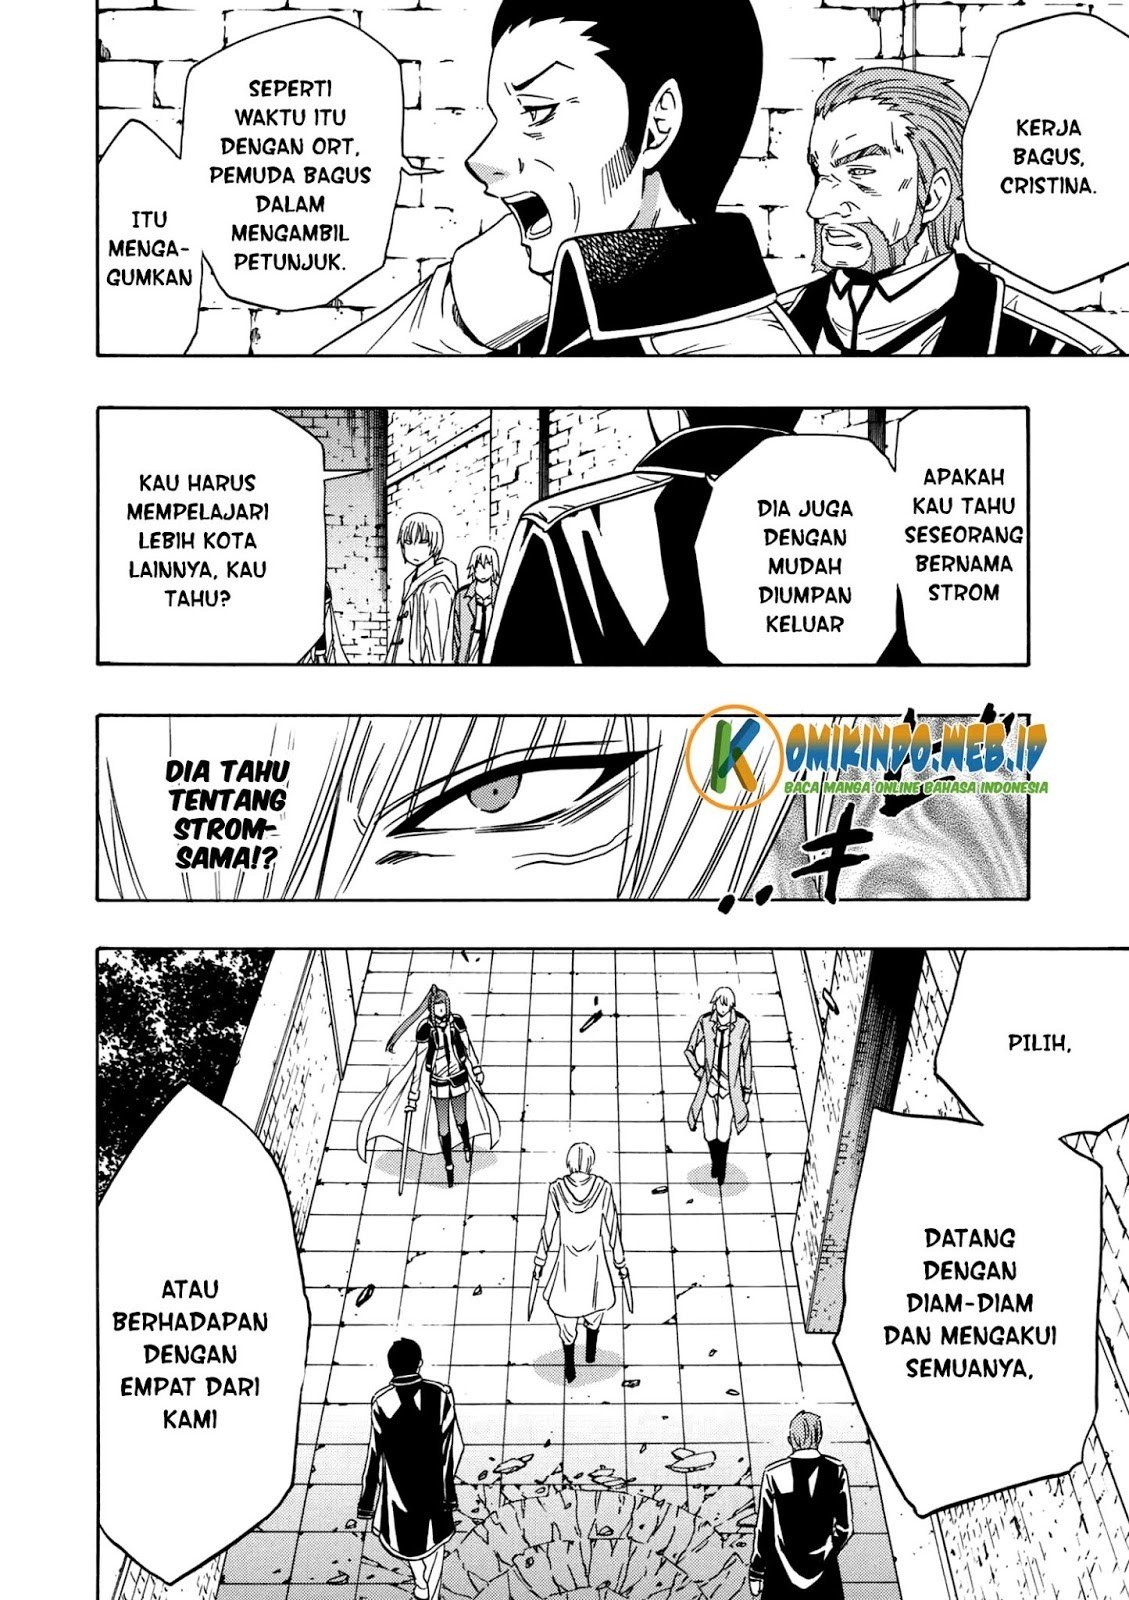 KERJA
BAGUS,
CRISTINA.
SEPERTI
WAKTU ITU
DENGAN ORT,
PEMUDA BAGUS
DALAM
MENGAMBIL
PETUNJUK.
ITU
MENGA-
GUMKAN
APAKAH
KAU TAHU
SESEORANG
BERNAMA
STROM
DIA JUGA
DENGAN
MUDAH
DIUMPAN
KELUAR
KAU HARUS
MEMPELAJARI
LEBIH KOTA
LAINNYA, KAU
TAHU?
KOMIKINDO.WEB.ID
BACA MANGA ONLINE BAHASA INDONESIA
DIA TAHU
TENTANG
STROM-
SAMA!?
PILIH,
DATANG
DENGAN
DIAM-DIAM
DAN MENGAKUI
SEMUANYA,
ATAU
BERHADAPAN
DENGAN
EMPAT DARI
KAMI